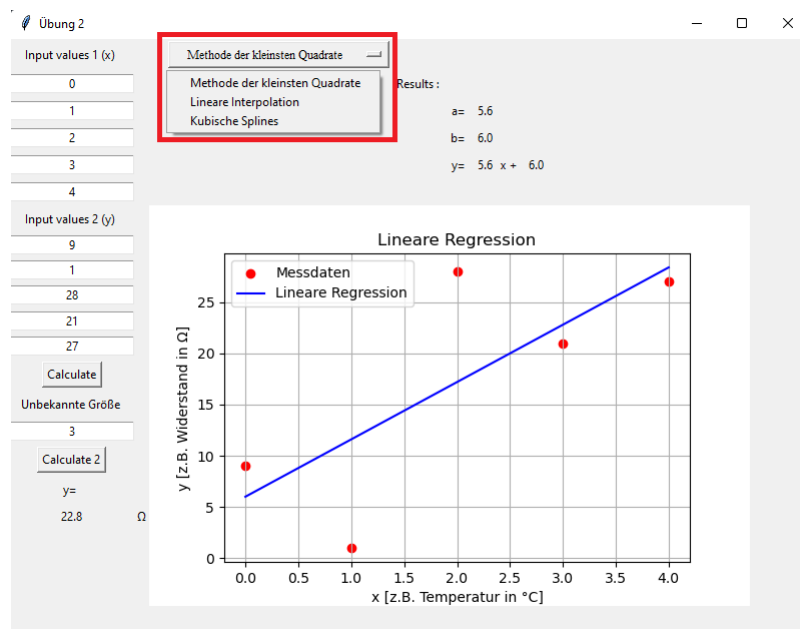 Übung 2
Input values 1 (x)
0
1
2
3
4
Input values 2 (y)
9
1
28
21
27
Calculate
Unbekannte Größe
3
Calculate 2
y=
22.8 Ω
Methode der kleinsten Quadrate
Methode der kleinsten Quadrate
Lineare Interpolation
Kubische Splines
Results :
a= 5.6
b= 6.0
y= 5.6 x + 6.0
Lineare Regression
Messdaten
Lineare Regression
y [z.B. Widerstand in Ω]
25
20
15
10
5
0
0.0 0.5 1.0 1.5 2.0 2.5 3.0 3.5 4.0
x [z.B. Temperatur in °C]